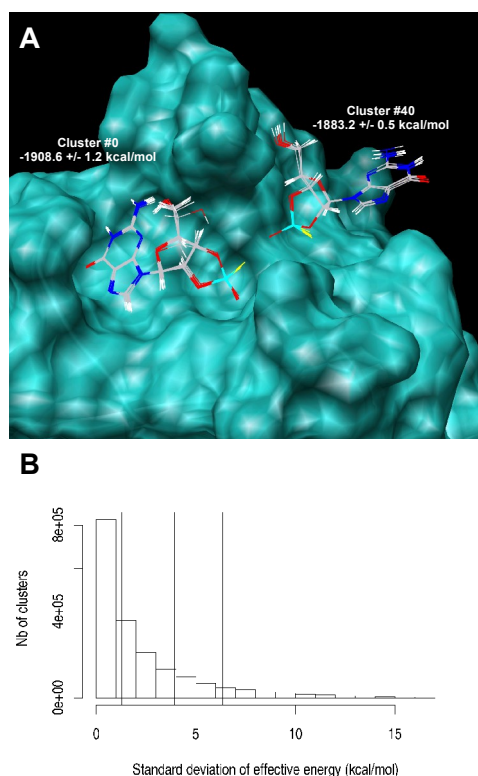 A
Cluster #0
-1908.6 +/- 1.2 kcal/mol
Cluster #40
-1883.2 +/- 0.5 kcal/mol
B
Nb of clusters
8e+05
4e+05
0e+00
0 5 10 15
Standard deviation of effective energy (kcal/mol)